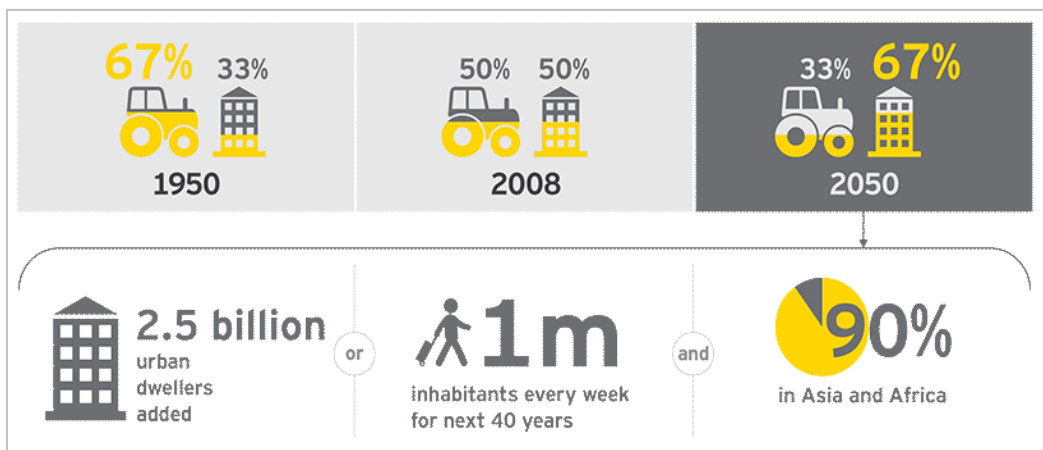 67% 33%
1950
50% 50%
2008
33% 67%
2050
2.5 billion
urban
dwellers
added
or
1m
inhabitants every week
for next 40 years
and
90%
in Asia and Africa